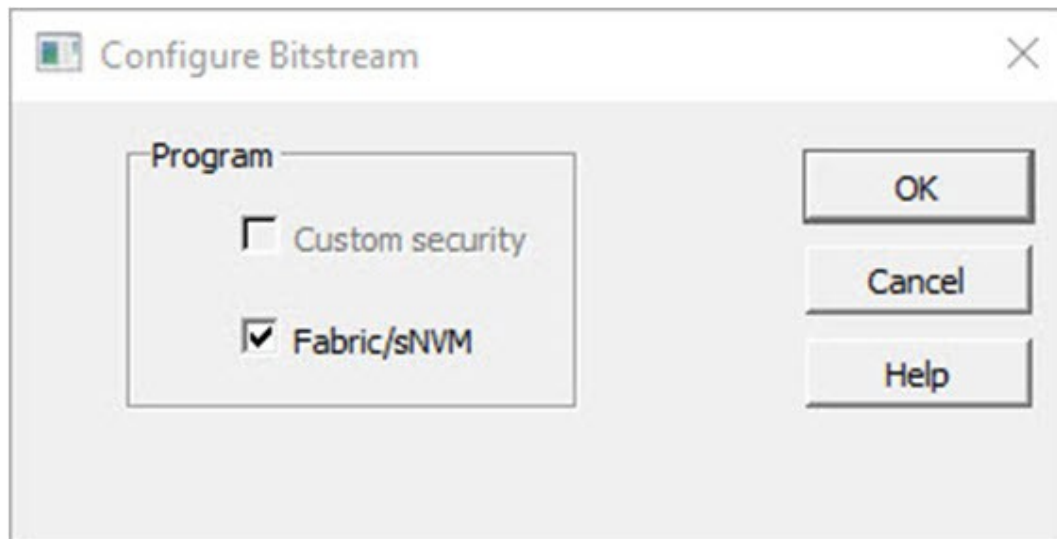 Configure Bitstream
Program
Custom security
Fabric/sNVM
OK
Cancel
Help